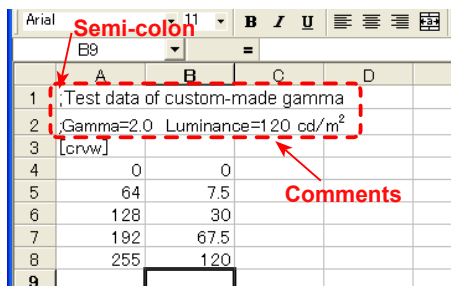 Arial 11 B I U
Semi-colon
B9 =
A B C D
1 ;Test data of custom-made gamma
2 ;Gamma=2.0 Luminance=120 cd/m²
3 [crvw]
4 0 0
5 64 7.5
Comments
6 128 30
7 192 67.5
8 255 120
9